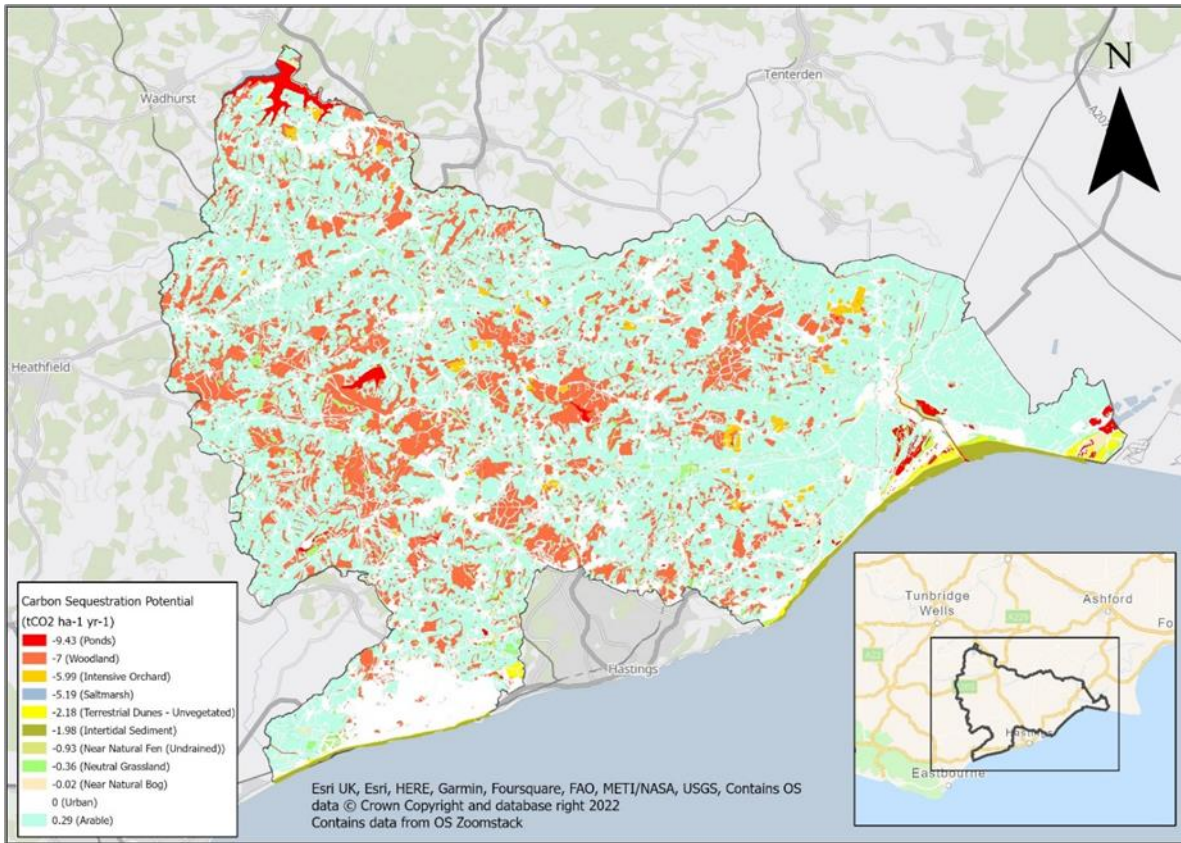 N
Wadhurst
Tenterden
A207
Heathfield
Hastings
Carbon Sequestration Potential
(tCO2 ha-1 yr-1)
-9.43 (Ponds)
-7 (Woodland)
-5.99 (Intensive Orchard)
-5.19 (Saltmarsh)
-2.18 (Terrestrial Dunes - Unvegetated)
-1.98 (Intertidal Sediment)
-0.93 (Near Natural Fen (Undrained))
-0.36 (Neutral Grassland)
-0.02 (Near Natural Bog)
0 (Urban)
0.29 (Arable)
Esri UK, Esri, HERE, Garmin, Foursquare, FAO, METI/NASA, USGS, Contains OS
data © Crown Copyright and database right 2022
Contains data from OS Zoomstack
Tunbridge
Wells
Ashford
Fo
Hastings
Eastbourne